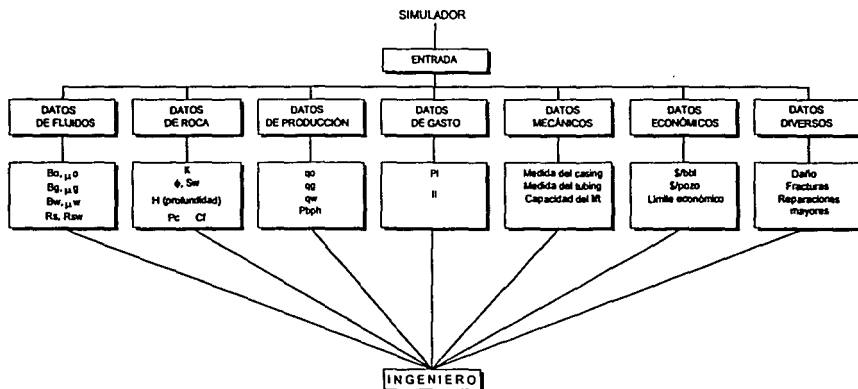 SIMULADOR
ENTRADA
DATOS
DE FLUIDOS
DATOS
DE ROCA
DATOS
DE PRODUCCIÓN
DATOS
DE GASTO
DATOS
MECÁNICOS
DATOS
ECONÓMICOS
DATOS
DIVERSOS
Bo, μo
Bg, μg
Bw, μw
Rs, Rsw
K
ϕ, Sw
H (profundidad)
Pc Cf
qo
qg
qw
Pbph
PI
II
Medida del casing
Medida del tubing
Capacidad del lift
$/bbl
$/pozo
Límite económico
Daño
Fracturas
Reparaciones
mayores
INGENIERO